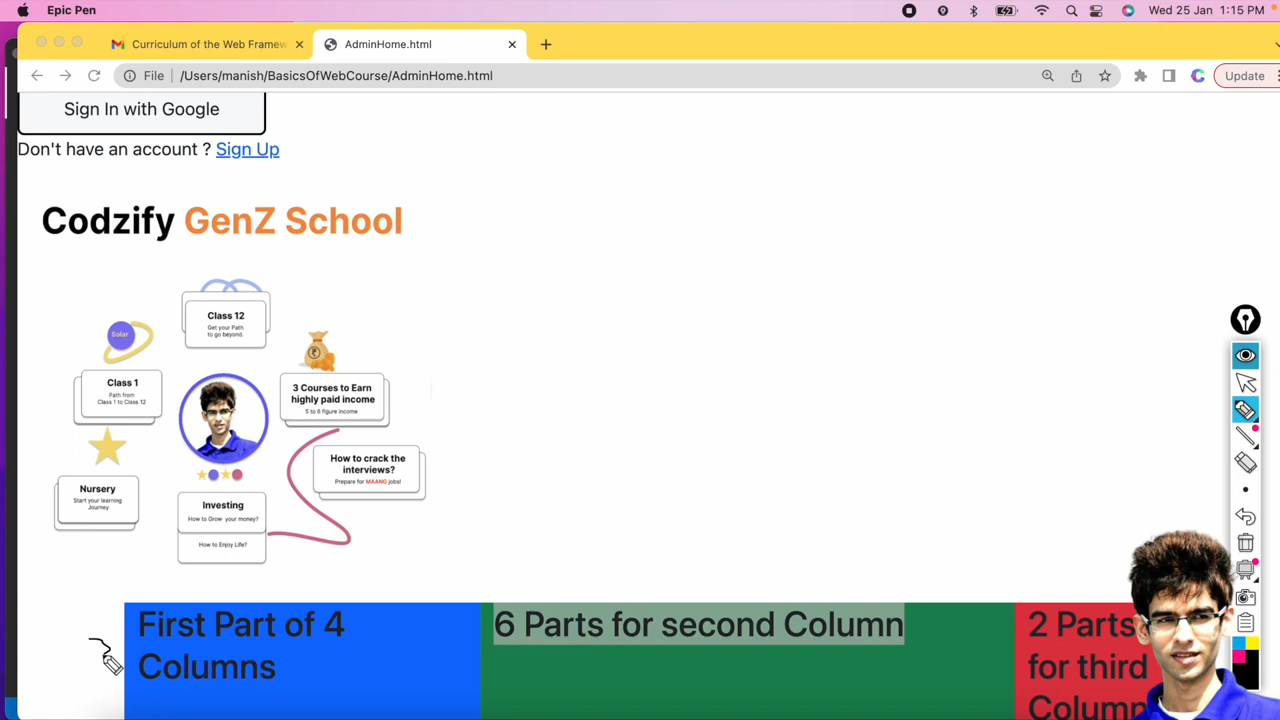 Epic Pen
Wed 25 Jan 1:15 PM
Curriculum of the Web Framew
AdminHome.html
File
/Users/manish/BasicsOfWebCourse/AdminHome.html
Update
Sign In with Google
Don't have an account ? Sign Up
Codzify GenZ School
Class 12
Get your Path
to go beyond.
Solar
Class 1
Path from
Class 1 to Class 12
3 Courses to Earn
highly paid income
5 to 6 figure income
How to crack the
interviews?
Prepare for MAANG jobs!
Nursery
Start your learning
Journey
Investing
How to Grow your money?
How to Enjoy Life?
First Part of 4
Columns
6 Parts for second Column
2 Parts
for third
Column